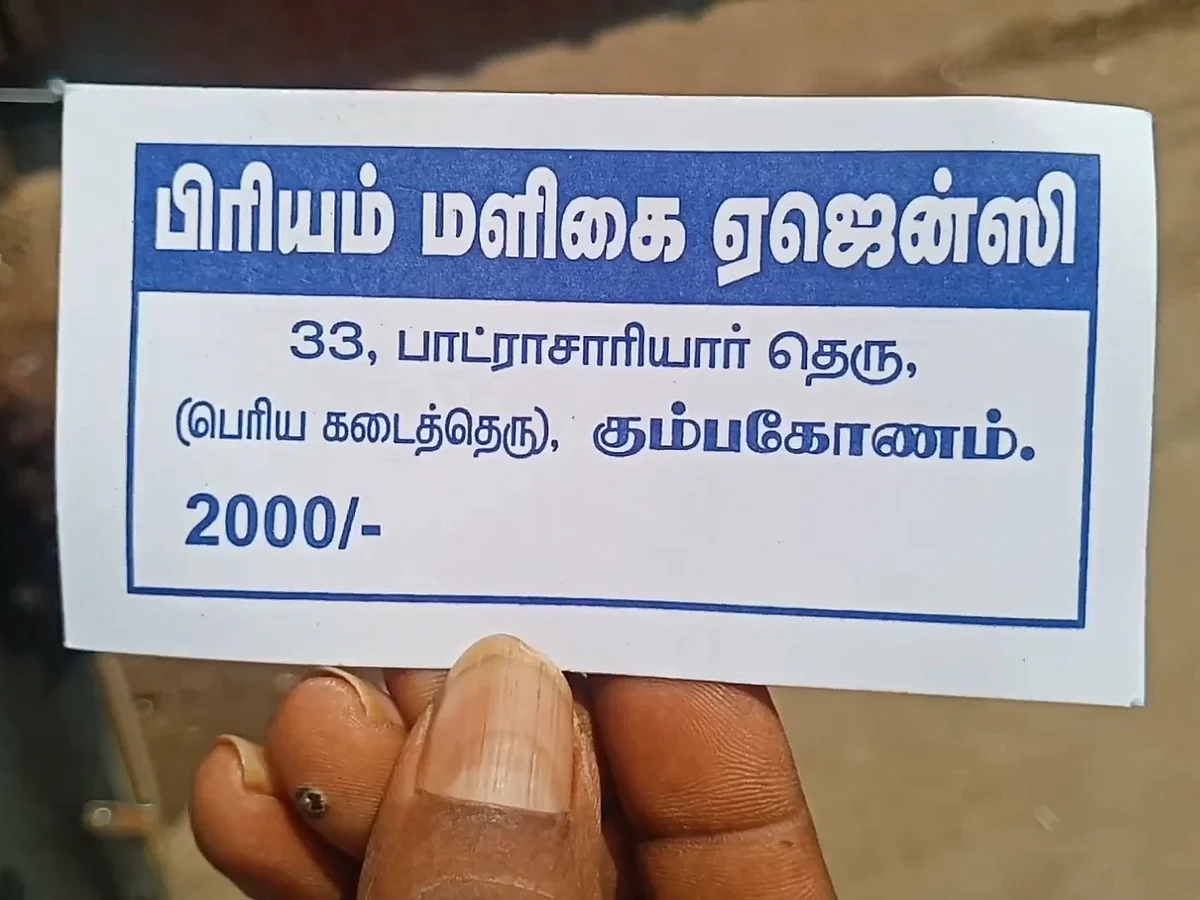 பிரியம் மளிகை ஏஜென்ஸி
33, பாட்ராசாரியார் தெரு,
(பெரிய கடைத்தெரு), கும்பகோணம்.
2000/-